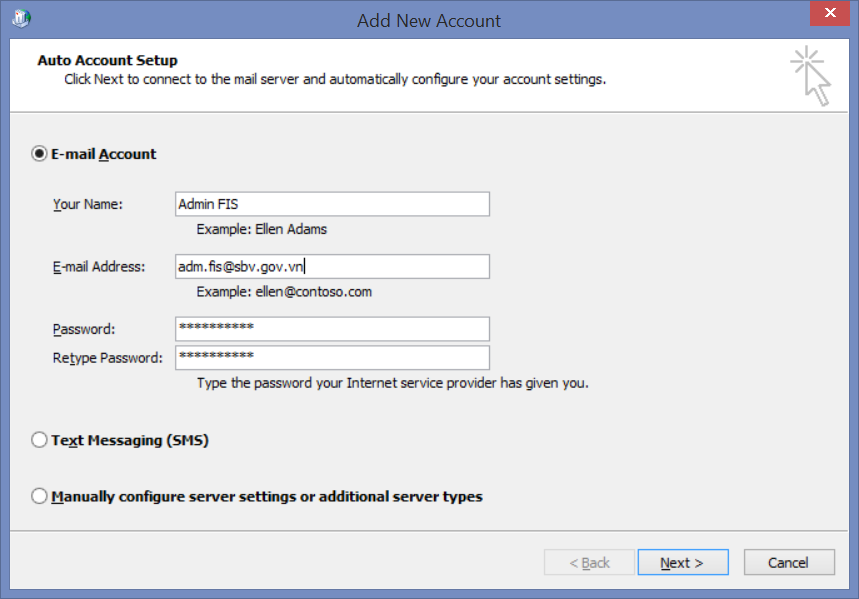 Add New Account
Auto Account Setup
Click Next to connect to the mail server and automatically configure your account settings.
E-mail Account
Your Name: Admin FIS
Example: Ellen Adams
E-mail Address: adm.fis@sbv.gov.vn
Example: ellen@contoso.com
Password: **********
Retype Password: **********
Type the password your Internet service provider has given you.
Text Messaging (SMS)
Manually configure server settings or additional server types
< Back Next > Cancel